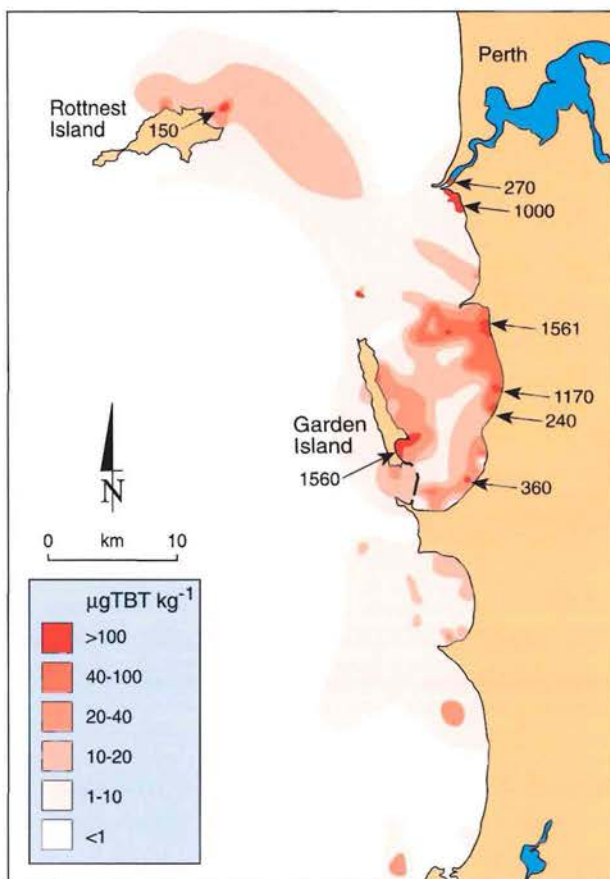 Perth
Rottnest
Island
150
270
1000
1561
1170
240
Garden
Island
1560
360
N
0 km 10
µgTBT kg-1
>100
40-100
20-40
10-20
1-10
<1